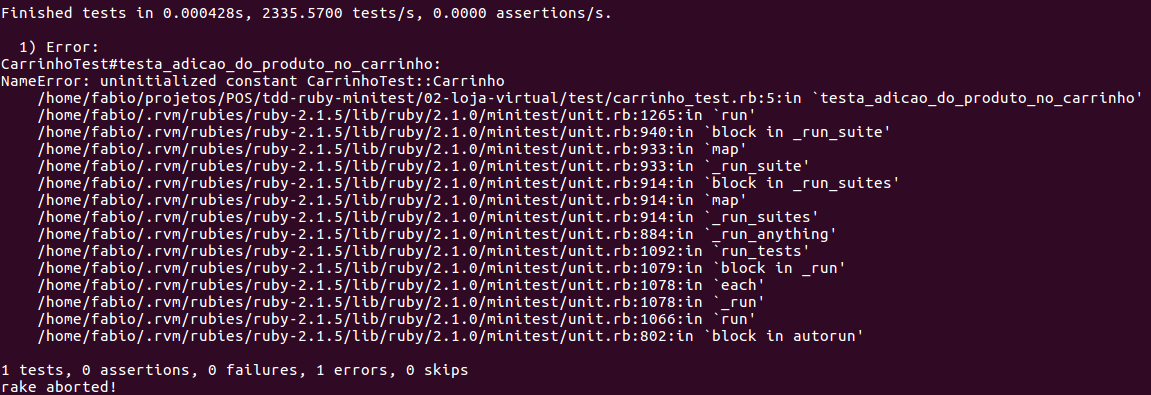 Finished tests in 0.000428s, 2335.5700 tests/s, 0.0000 assertions/s.
1) Error:
CarrinhoTest#testa_adicao_do_produto_no_carrinho:
NameError: uninitialized constant CarrinhoTest::Carrinho
/home/fabio/projetos/POS/tdd-ruby-minitest/02-loja-virtual/test/carrinho_test.rb:5:in `testa_adicao_do_produto_no_carrinho'
/home/fabio/.rvm/rubies/ruby-2.1.5/lib/ruby/2.1.0/minitest/unit.rb:1265:in `run'
/home/fabio/.rvm/rubies/ruby-2.1.5/lib/ruby/2.1.0/minitest/unit.rb:940:in `block in _run_suite'
/home/fabio/.rvm/rubies/ruby-2.1.5/lib/ruby/2.1.0/minitest/unit.rb:933:in `map'
/home/fabio/.rvm/rubies/ruby-2.1.5/lib/ruby/2.1.0/minitest/unit.rb:933:in `_run_suite'
/home/fabio/.rvm/rubies/ruby-2.1.5/lib/ruby/2.1.0/minitest/unit.rb:914:in `block in _run_suites'
/home/fabio/.rvm/rubies/ruby-2.1.5/lib/ruby/2.1.0/minitest/unit.rb:914:in `map'
/home/fabio/.rvm/rubies/ruby-2.1.5/lib/ruby/2.1.0/minitest/unit.rb:914:in `_run_suites'
/home/fabio/.rvm/rubies/ruby-2.1.5/lib/ruby/2.1.0/minitest/unit.rb:884:in `_run_anything'
/home/fabio/.rvm/rubies/ruby-2.1.5/lib/ruby/2.1.0/minitest/unit.rb:1092:in `run_tests'
/home/fabio/.rvm/rubies/ruby-2.1.5/lib/ruby/2.1.0/minitest/unit.rb:1079:in `block in _run'
/home/fabio/.rvm/rubies/ruby-2.1.5/lib/ruby/2.1.0/minitest/unit.rb:1078:in `each'
/home/fabio/.rvm/rubies/ruby-2.1.5/lib/ruby/2.1.0/minitest/unit.rb:1078:in `_run'
/home/fabio/.rvm/rubies/ruby-2.1.5/lib/ruby/2.1.0/minitest/unit.rb:1066:in `run'
/home/fabio/.rvm/rubies/ruby-2.1.5/lib/ruby/2.1.0/minitest/unit.rb:802:in `block in autorun'
1 tests, 0 assertions, 0 failures, 1 errors, 0 skips
rake aborted!